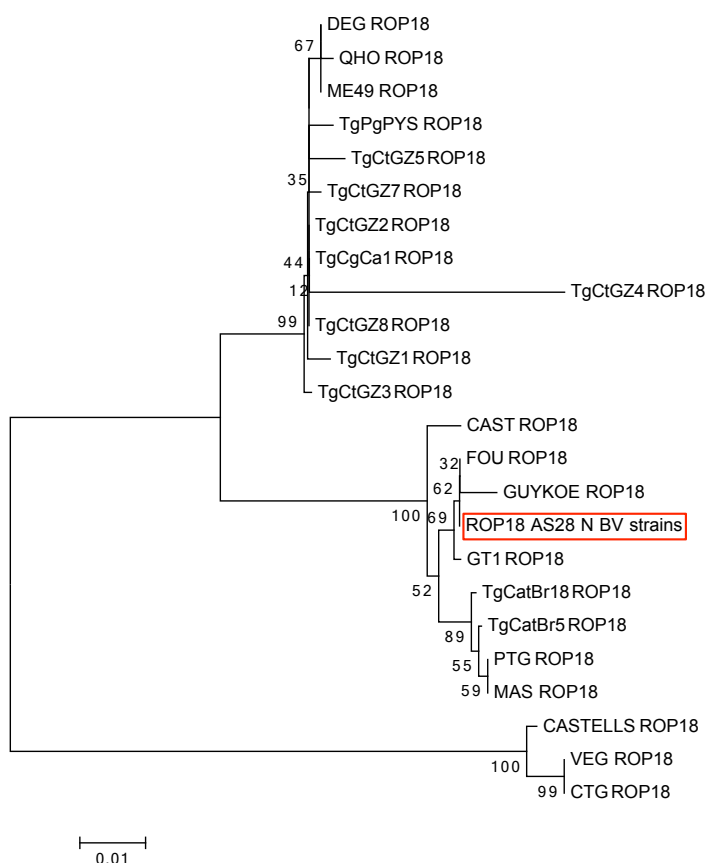 DEG ROP18
67
QHO ROP18
ME49 ROP18
TgPgPYS ROP18
TgCtGZ5 ROP18
35
TgCtGZ7 ROP18
TgCtGZ2 ROP18
44
TgCgCa1 ROP18
12
TgCtGZ4 ROP18
99
TgCtGZ8 ROP18
TgCtGZ1 ROP18
TgCtGZ3 ROP18
CAST ROP18
32
FOU ROP18
62
GUYKOE ROP18
100
69
ROP18 AS28 N BV strains
GT1 ROP18
52
TgCatBr18 ROP18
89
TgCatBr5 ROP18
55
PTG ROP18
59
MAS ROP18
CASTELLS ROP18
100
VEG ROP18
99
CTG ROP18
0.01